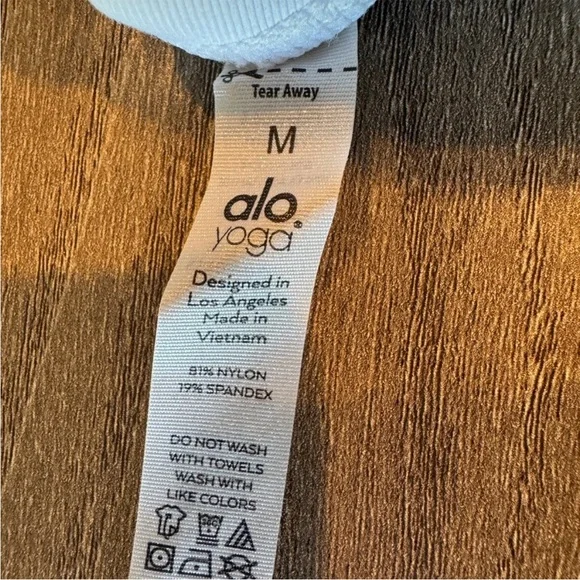 Tear Away
M
alo
yoga®
Designed in
Los Angeles
Made in
Vietnam
81% NYLON
19% SPANDEX
DO NOT WASH
WITH TOWELS
WASH WITH
LIKE COLORS